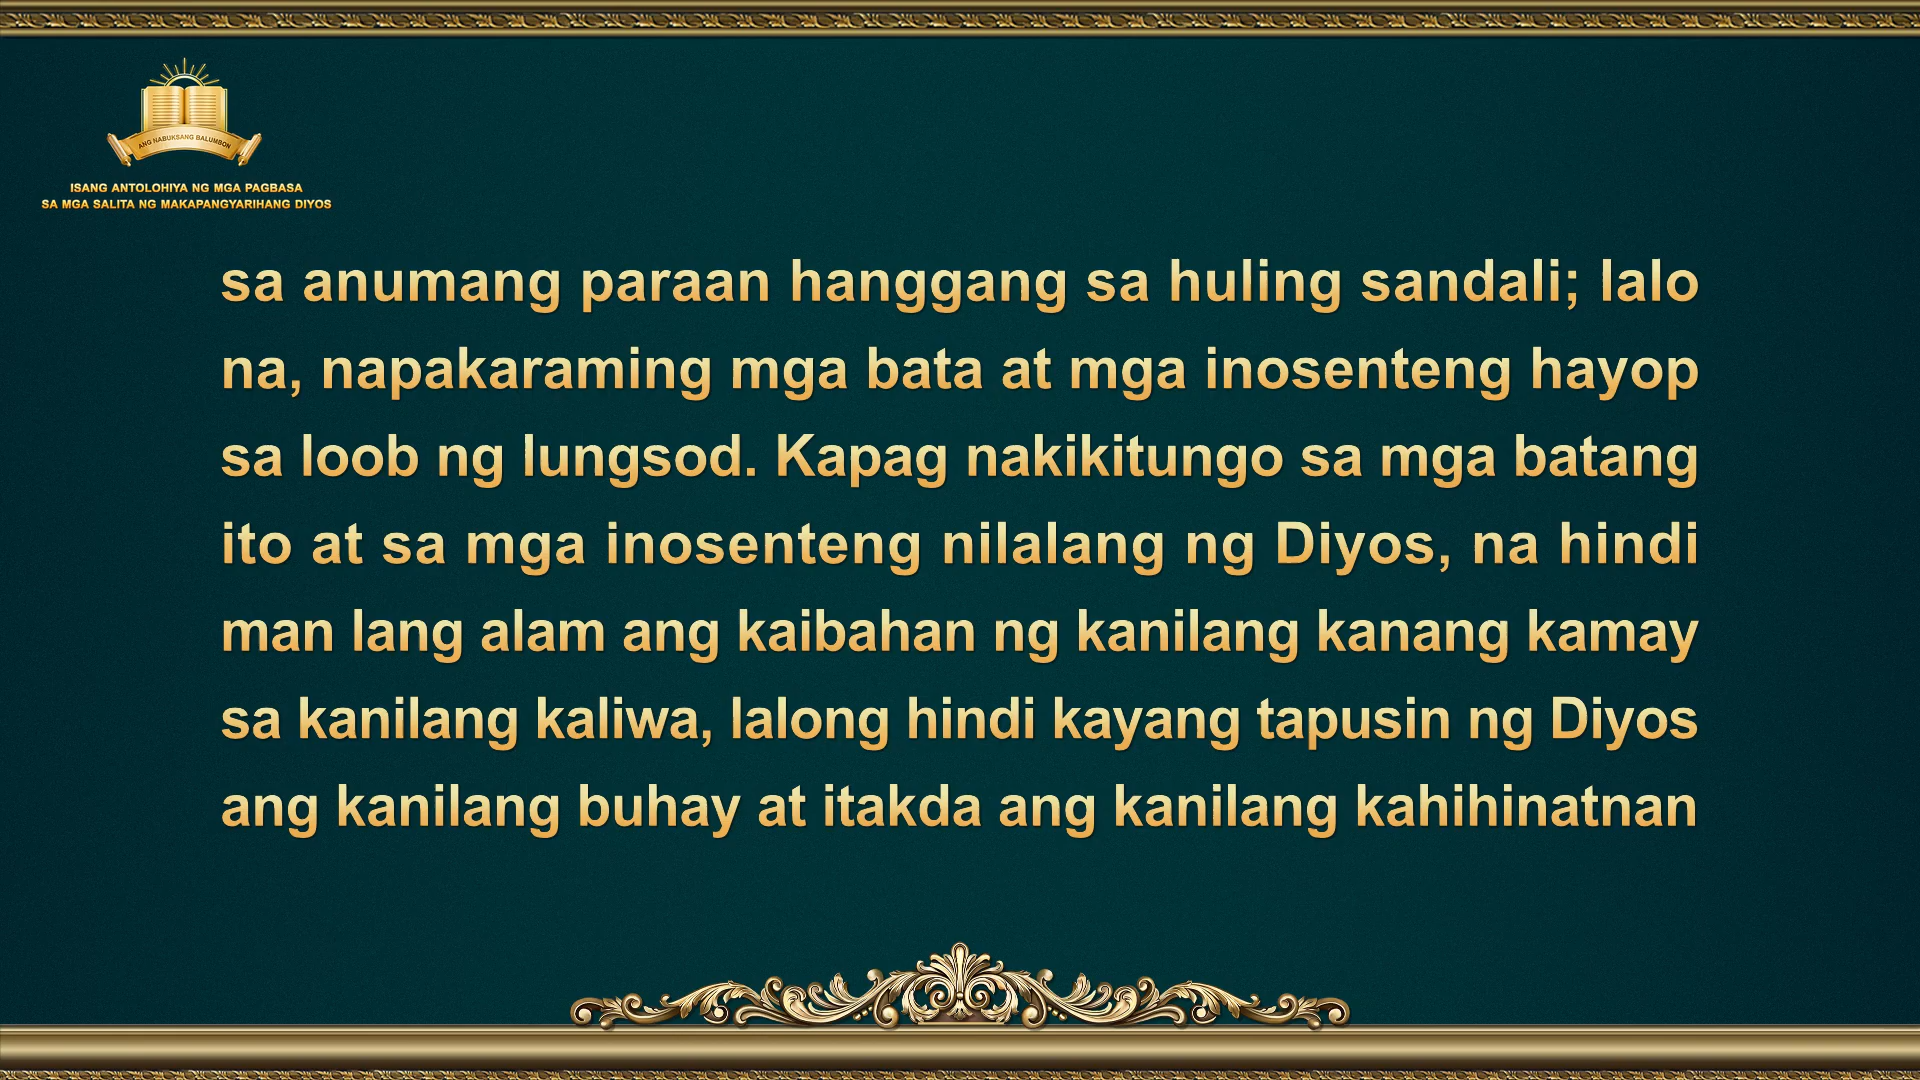 ANG NABUKSANG BALUMBON
ISANG ANTOLOHIYA NG MGA PAGBASA
SA MGA SALITA NG MAKAPANGYARIHANG DIYOS
sa anumang paraan hanggang sa huling sandali; lalo
na, napakaraming mga bata at mga inosenteng hayop
sa loob ng lungsod. Kapag nakikitungo sa mga batang
ito at sa mga inosenteng nilalang ng Diyos, na hindi
man lang alam ang kaibahan ng kanilang kanang kamay
sa kanilang kaliwa, lalong hindi kayang tapusin ng Diyos
ang kanilang buhay at itakda ang kanilang kahihinatnan